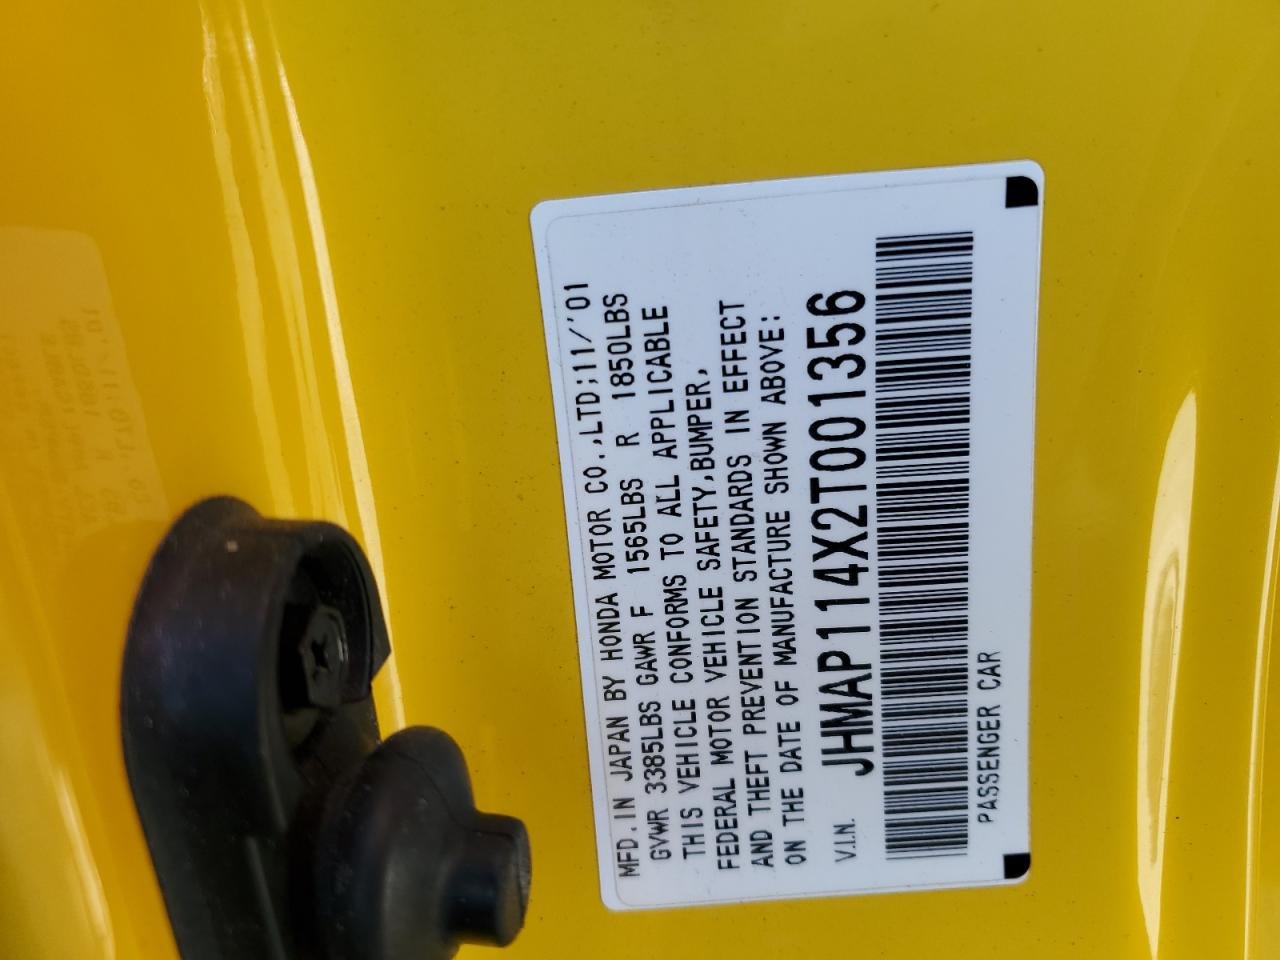 MFD.IN JAPAN BY HONDA MOTOR CO.,LTD;11/'01
GVWR 3385LBS GAWR F 1565LBS R 1850LBS
THIS VEHICLE CONFORMS TO ALL APPLICABLE
FEDERAL MOTOR VEHICLE SAFETY,BUMPER,
AND THEFT PREVENTION STANDARDS IN EFFECT
ON THE DATE OF MANUFACTURE SHOWN ABOVE:
V.I.N. JHMAP114X2T001356
PASSENGER CAR